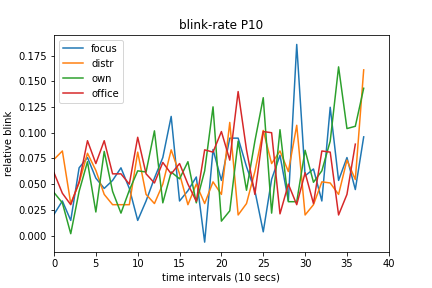 blink-rate P10
relative blink
0.175
0.150
0.125
0.100
0.075
0.050
0.025
0.000
focus
distr
own
office
0 5 10 15 20 25 30 35 40
time intervals (10 secs)